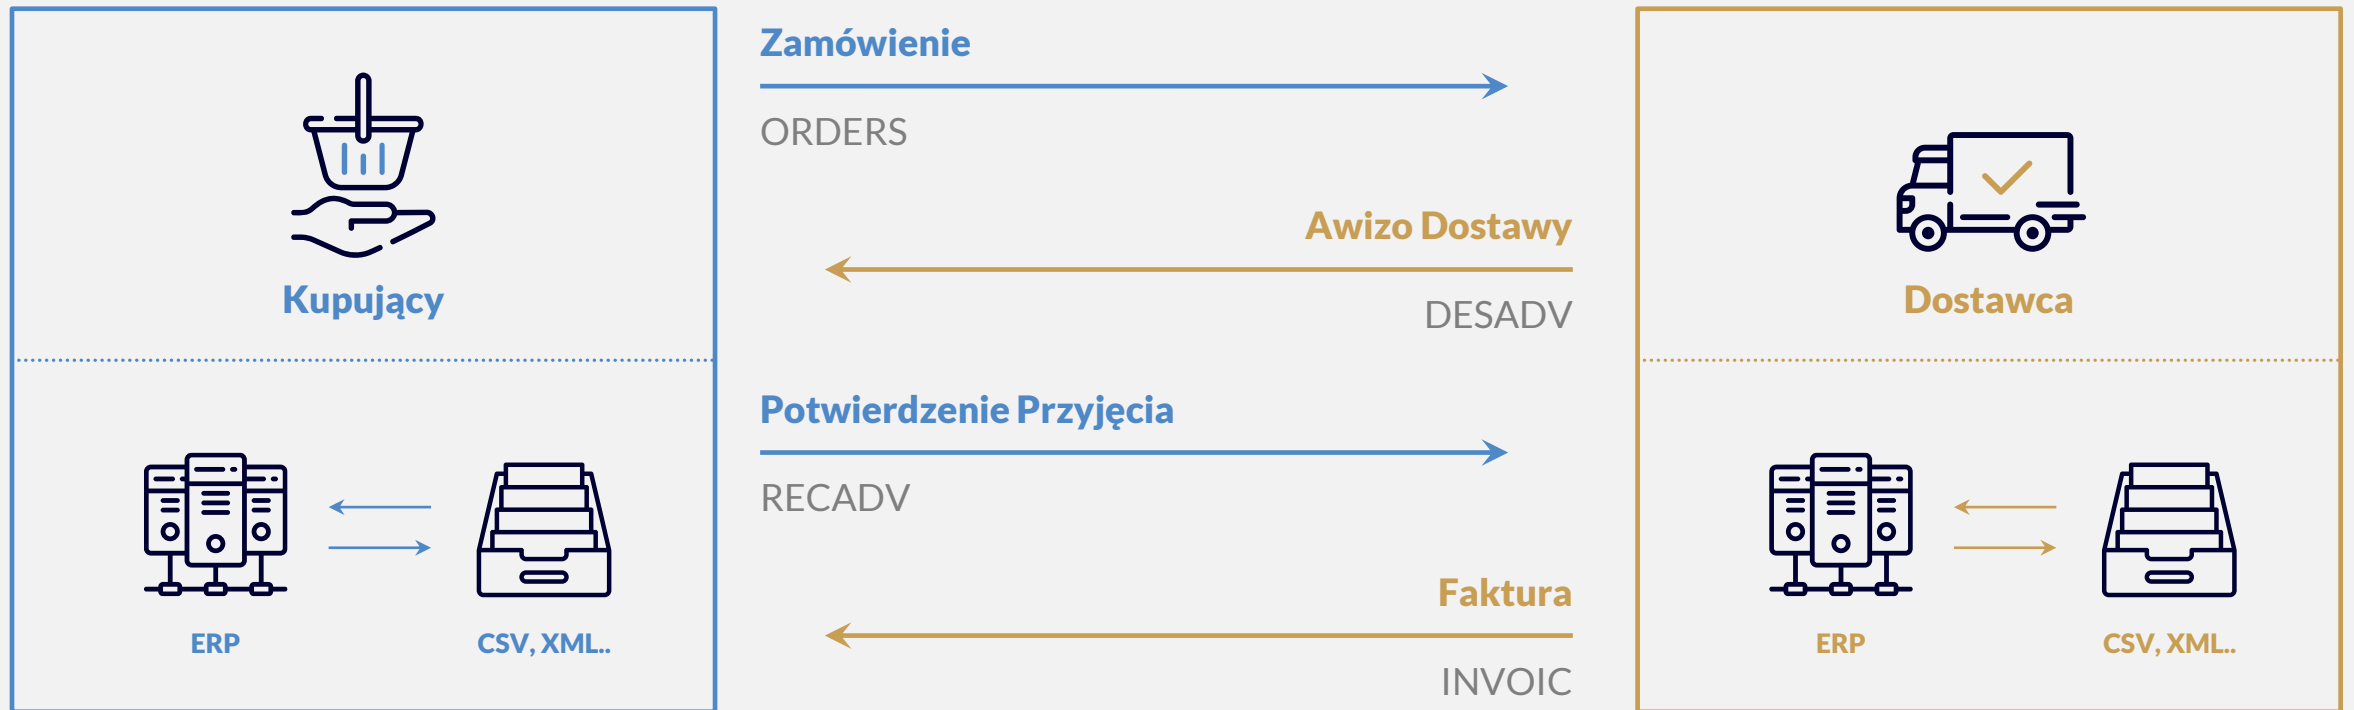 Kupujący
ERP
CSV, XML..
Zamówienie
ORDERS
Awizo Dostawy
DESADV
Potwierdzenie Przyjęcia
RECADV
Faktura
INVOIC
Dostawca
ERP
CSV, XML..